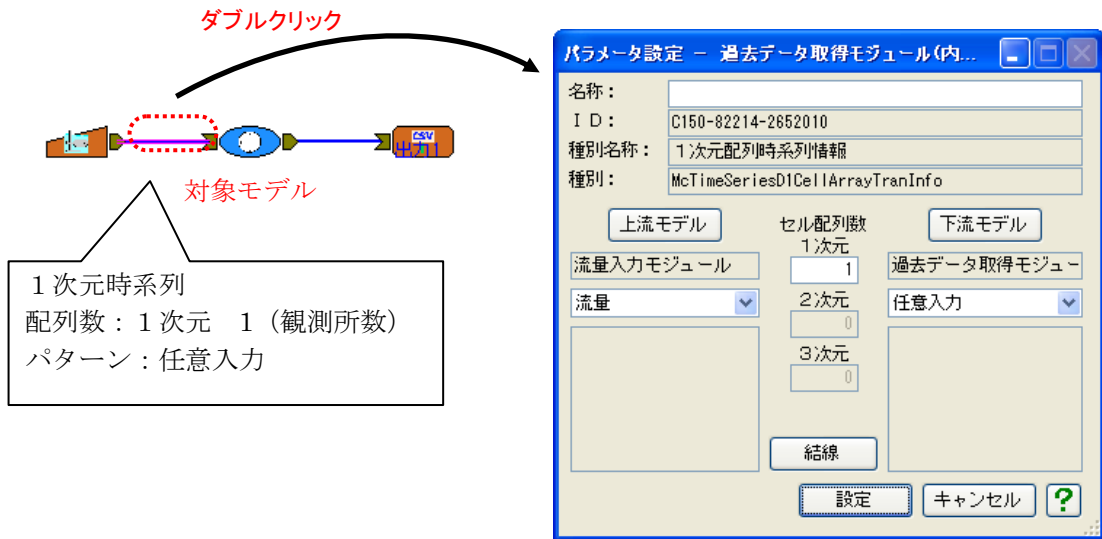 ダブルクリック
CSV
出力1
対象モデル
１次元時系列
配列数：１次元　１（観測所数）
パターン：任意入力
パラメータ設定 － 過去データ取得モジュール(内...
名称：
ＩＤ： C150-82214-2652010
種別名称： １次元配列時系列情報
種別： McTimeSeriesD1CellArrayTranInfo
上流モデル セル配列数 下流モデル
１次元
流量入力モジュール 1 過去データ取得モジュー
流量 ２次元 任意入力
0
３次元
0
結線
設定 キャンセル ?